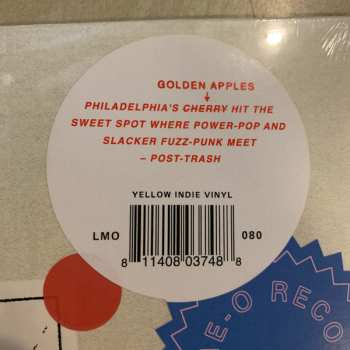 GOLDEN APPLES
↓
PHILADELPHIA'S CHERRY HIT THE
SWEET SPOT WHERE POWER-POP AND
SLACKER FUZZ-PUNK MEET
– POST-TRASH
YELLOW INDIE VINYL
LMO 080
8 11408 03748 8
E-O RECO